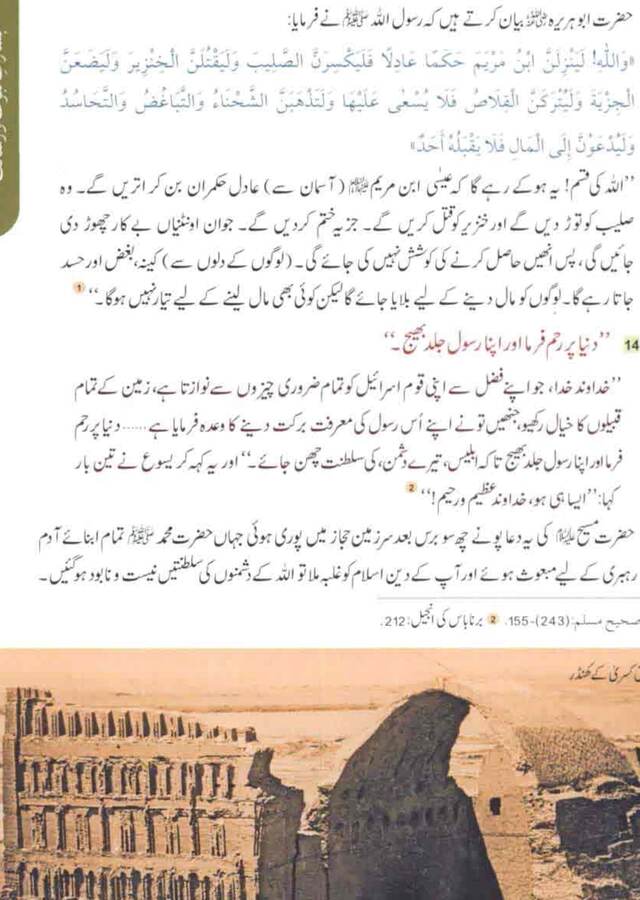 حضرت ابو ہریرہ رضی اللہ عنہ بیان کرتے ہیں کہ رسول اللہ ﷺ نے فرمایا:
«وَاللّٰهِ! لَيَنْزِلَنَّ ابْنُ مَرْيَمَ حَكَمًا عَادِلًا فَلَيَكْسِرَنَّ الصَّلِيبَ وَلَيَقْتُلَنَّ الْخِنْزِيرَ وَلَيَضَعَنَّ
الْجِزْيَةَ وَلَيُتْرَكَنَّ الْقِلَاصُ فَلَا يُسْعٰى عَلَيْهَا وَلَتَذْهَبَنَّ الشَّحْنَاءُ وَالتَّبَاغُضُ وَالتَّحَاسُدُ
وَلَيُدْعَوُنَّ إِلَى الْمَالِ فَلَا يَقْبَلُهُ أَحَدٌ»
’’اللہ کی قسم! یہ ہو کے رہے گا کہ عیسیٰ ابن مریم علیہ السلام (آسمان سے) عادل حکمران بن کر اتریں گے۔ وہ
صلیب کو توڑ دیں گے اور خنزیر کو قتل کریں گے۔ جزیہ ختم کر دیں گے۔ جوان اونٹنیاں بے کار چھوڑ دی
جائیں گی، پس انھیں حاصل کرنے کی کوشش نہیں کی جائے گی۔ (لوگوں کے دلوں سے) کینہ، بغض اور حسد
جاتا رہے گا۔ لوگوں کو مال دینے کے لیے بلایا جائے گا لیکن کوئی بھی مال لینے کے لیے تیار نہیں ہوگا۔‘‘ 1
14 ’’دنیا پر رحم فرما اور اپنا رسول جلد بھیج۔‘‘
’’خداوند خدا، جو اپنے فضل سے اپنی قوم اسرائیل کو تمام ضروری چیزوں سے نوازتا ہے، زمین کے تمام
قبیلوں کا خیال رکھیو، جنھیں تو نے اپنے اُس رسول کی معرفت برکت دینے کا وعدہ فرمایا ہے ...... دنیا پر رحم
فرما اور اپنا رسول جلد بھیج تاکہ ابلیس، تیرے دشمن، کی سلطنت چھن جائے۔‘‘ اور یہ کہہ کر یسوع نے تین بار
کہا: ’’ایسا ہی ہو، خداوند عظیم و رحیم!‘‘ 2
حضرت مسیح علیہ السلام کی یہ دعا پونے چھ سو برس بعد سرزمین حجاز میں پوری ہوئی جہاں حضرت محمد ﷺ تمام ابنائے آدم
رہبری کے لیے مبعوث ہوئے اور آپ کے دین اسلام کو غلبہ ملا تو اللہ کے دشمنوں کی سلطنتیں نیست و نابود ہو گئیں۔
صحیح مسلم: (243)-155. 2 برناباس کی انجیل: 212.
کسریٰ کے کھنڈر